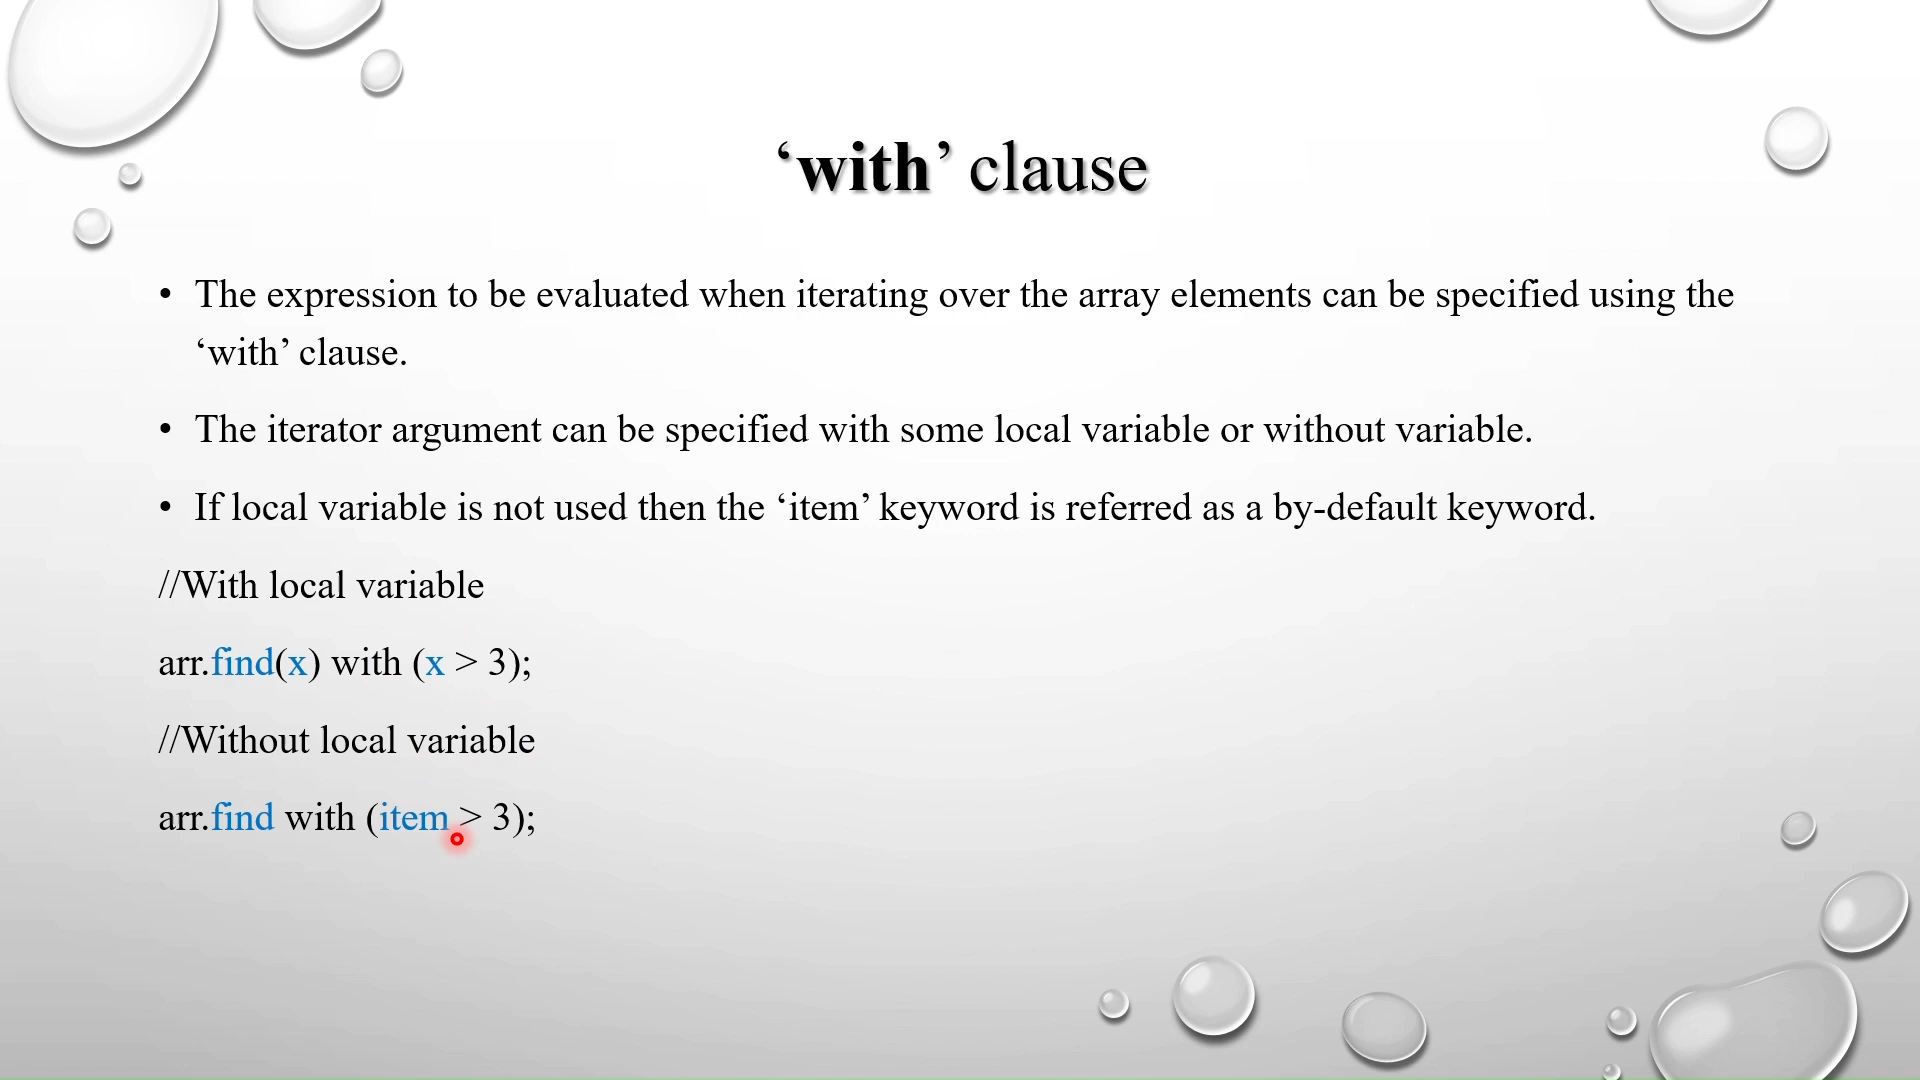 ‘with’ clause
• The expression to be evaluated when iterating over the array elements can be specified using the
‘with’ clause.
• The iterator argument can be specified with some local variable or without variable.
• If local variable is not used then the ‘item’ keyword is referred as a by-default keyword.
//With local variable
arr.find(x) with (x > 3);
//Without local variable
arr.find with (item > 3);